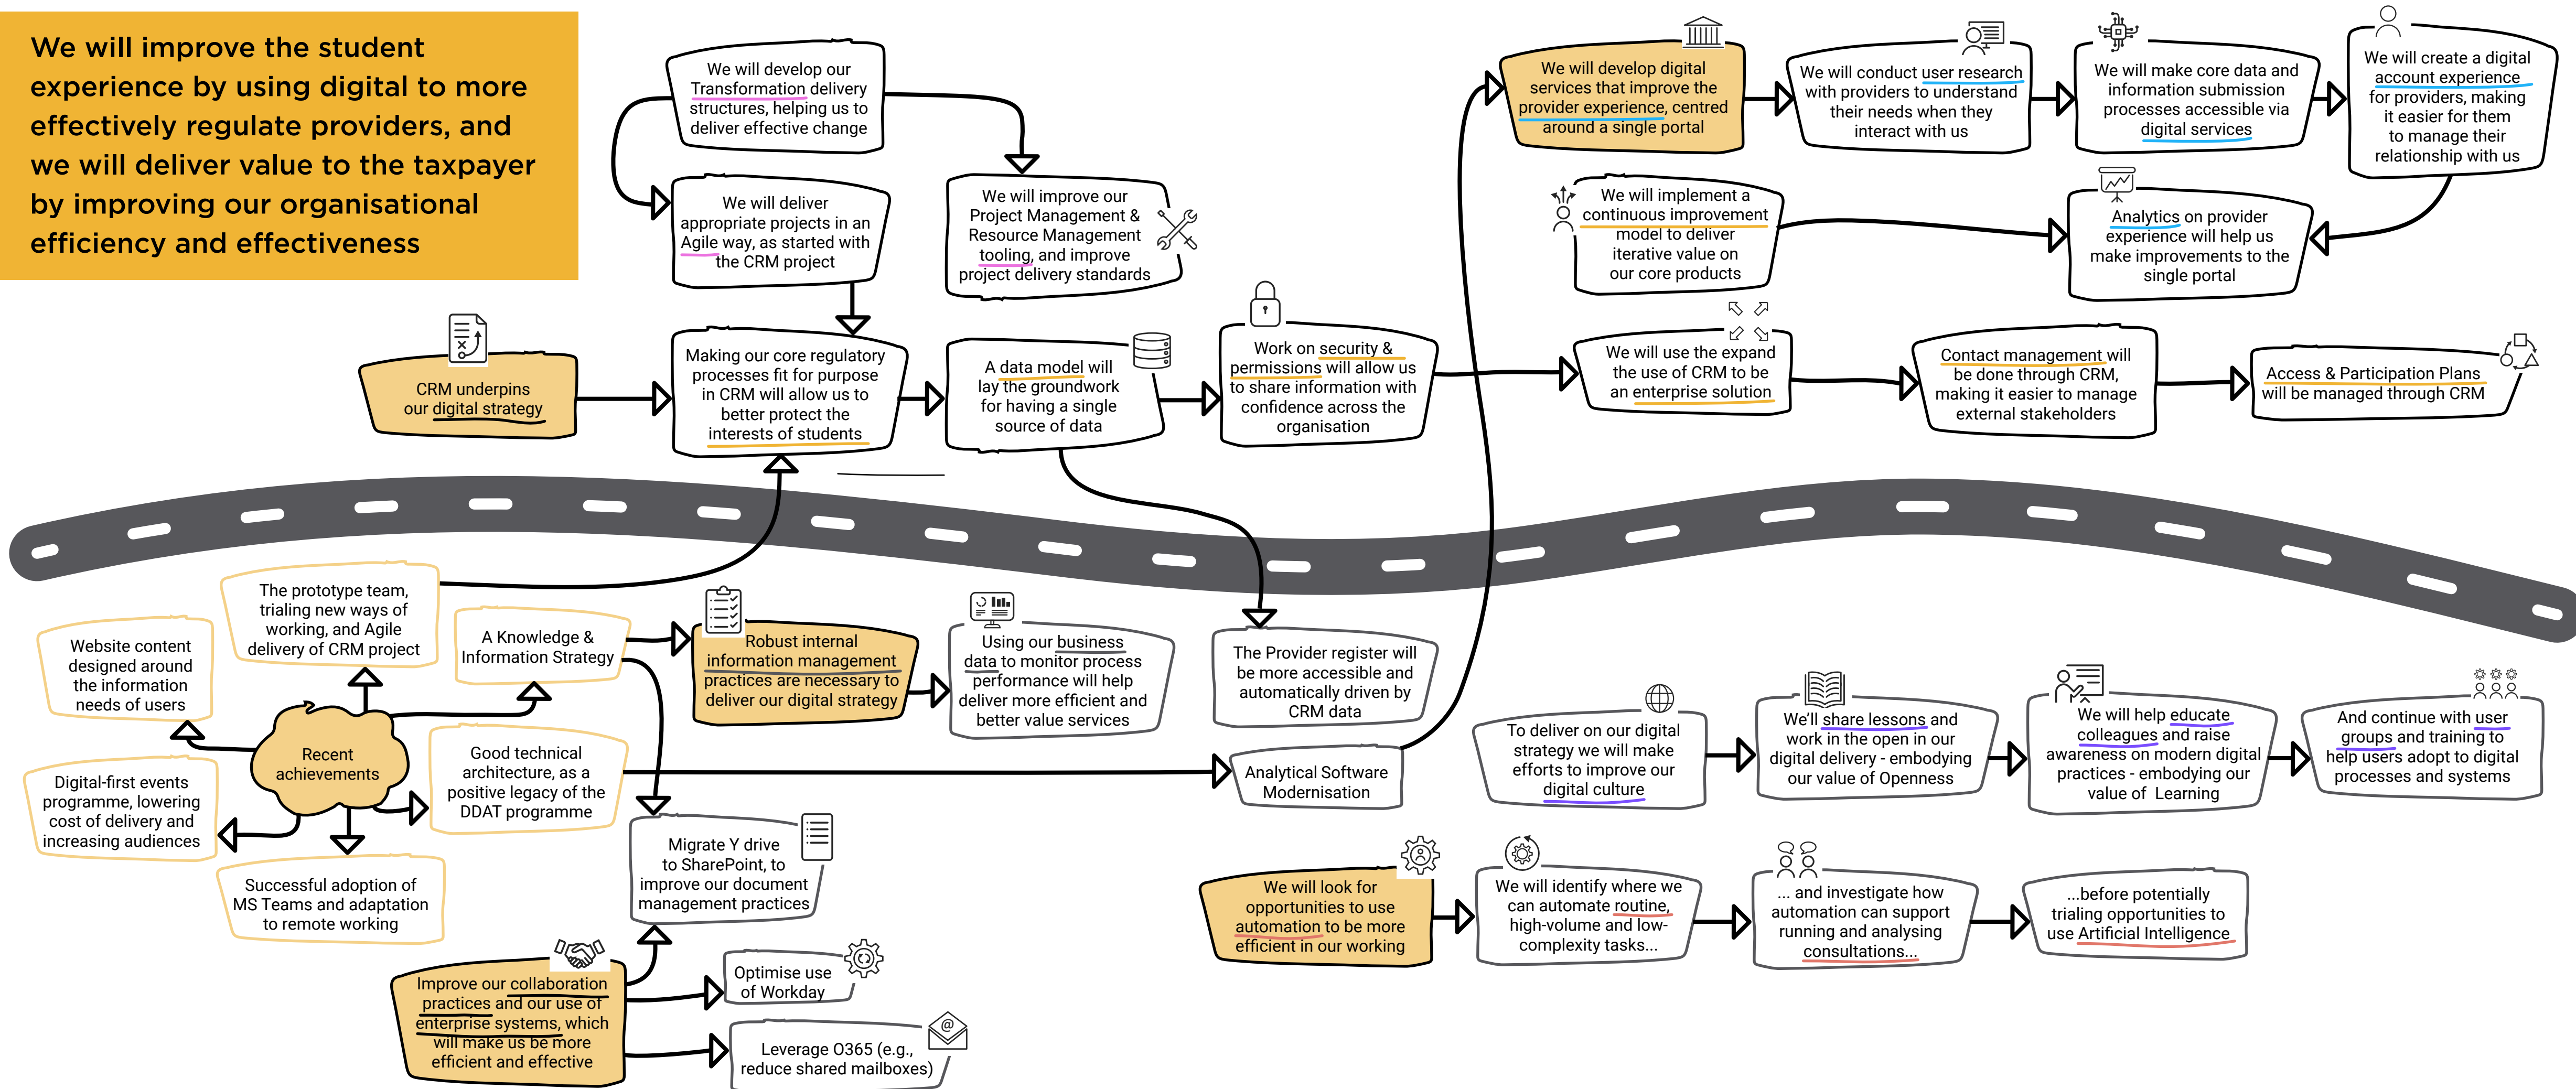 We will improve the student
experience by using digital to more
effectively regulate providers, and
we will deliver value to the taxpayer
by improving our organisational
efficiency and effectiveness
We will develop our
Transformation delivery
structures, helping us to
deliver effective change
We will deliver
appropriate projects in an
Agile way, as started with
the CRM project
We will improve our
Project Management &
Resource Management
tooling, and improve
project delivery standards
We will develop digital
services that improve the
provider experience, centred
around a single portal
We will conduct user research
with providers to understand
their needs when they
interact with us
We will make core data and
information submission
processes accessible via
digital services
We will create a digital
account experience
for providers, making
it easier for them
to manage their
relationship with us
We will implement a
continuous improvement
model to deliver
iterative value on
our core products
Analytics on provider
experience will help us
make improvements to the
single portal
CRM underpins
our digital strategy
Making our core regulatory
processes fit for purpose
in CRM will allow us to
better protect the
interests of students
A data model will
lay the groundwork
for having a single
source of data
Work on security &
permissions will allow us
to share information with
confidence across the
organisation
We will use the expand
the use of CRM to be
an enterprise solution
Contact management will
be done through CRM,
making it easier to manage
external stakeholders
Access & Participation Plans
will be managed through CRM
The prototype team,
trialing new ways of
working, and Agile
delivery of CRM project
Website content
designed around
the information
needs of users
A Knowledge &
Information Strategy
Robust internal
information management
practices are necessary to
deliver our digital strategy
Using our business
data to monitor process
performance will help
deliver more efficient and
better value services
The Provider register will
be more accessible and
automatically driven by
CRM data
Recent
achievements
Digital-first events
programme, lowering
cost of delivery and
increasing audiences
Good technical
architecture, as a
positive legacy of the
DDAT programme
Analytical Software
Modernisation
Successful adoption of
MS Teams and adaptation
to remote working
Migrate Y drive
to SharePoint, to
improve our document
management practices
To deliver on our digital
strategy we will make
efforts to improve our
digital culture
We'll share lessons and
work in the open in our
digital delivery - embodying
our value of Openness
We will help educate
colleagues and raise
awareness on modern digital
practices - embodying our
value of Learning
And continue with user
groups and training to
help users adopt to digital
processes and systems
We will look for
opportunities to use
automation to be more
efficient in our working
We will identify where we
can automate routine,
high-volume and low-
complexity tasks...
... and investigate how
automation can support
running and analysing
consultations...
...before potentially
trialing opportunities to
use Artificial Intelligence
Improve our collaboration
practices and our use of
enterprise systems, which
will make us be more
efficient and effective
Optimise use
of Workday
@
Leverage O365 (e.g.,
reduce shared mailboxes)